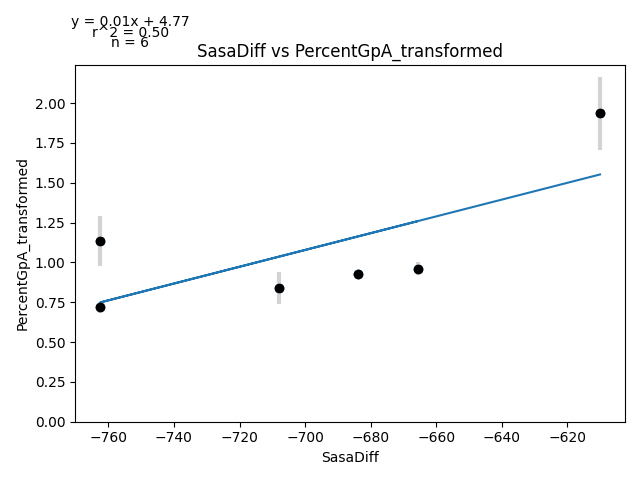 y = 0.01x + 4.77
r^2 = 0.50
n = 6
SasaDiff vs PercentGpA_transformed
PercentGpA_transformed
2.00
1.75
1.50
1.25
1.00
0.75
0.50
0.25
0.00
−760 −740 −720 −700 −680 −660 −640 −620
SasaDiff